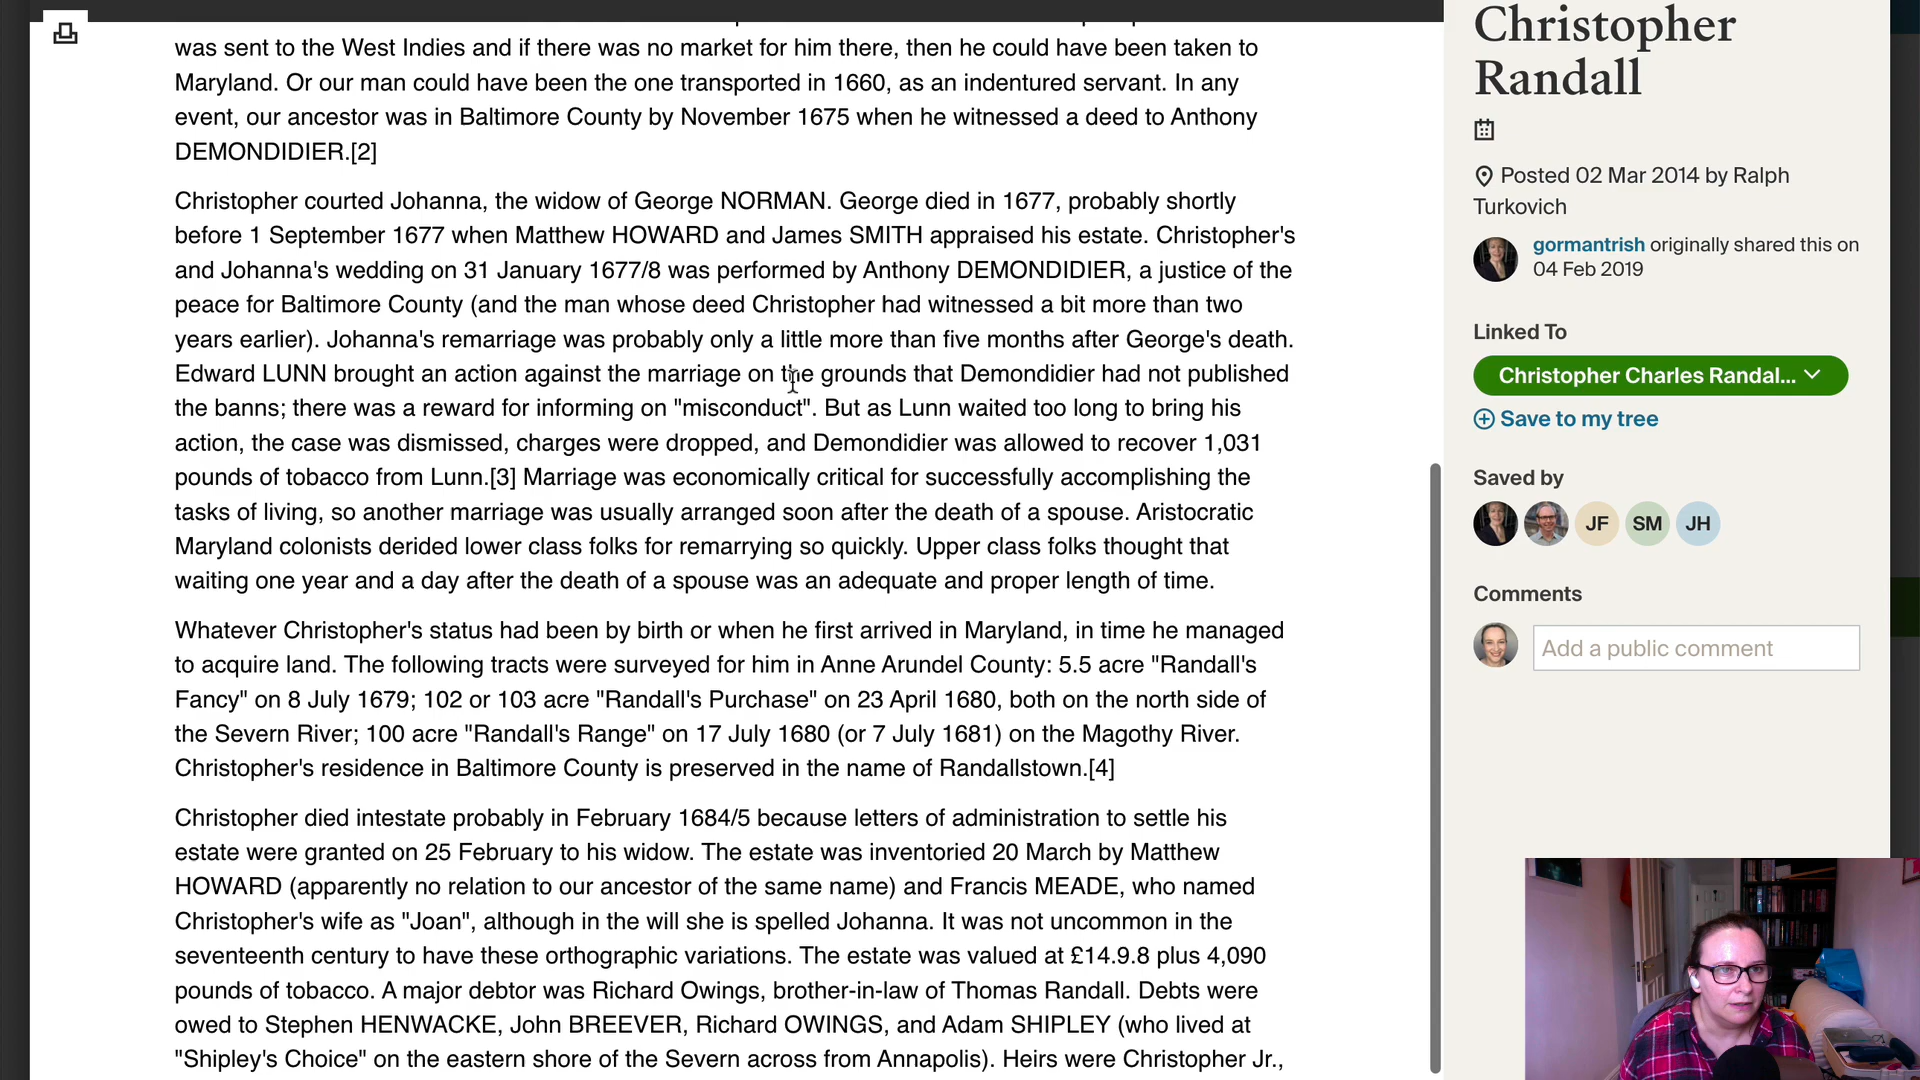 was sent to the West Indies and if there was no market for him there, then he could have been taken to
Maryland. Or our man could have been the one transported in 1660, as an indentured servant. In any
event, our ancestor was in Baltimore County by November 1675 when he witnessed a deed to Anthony
DEMONDIDIER.[2]
Christopher courted Johanna, the widow of George NORMAN. George died in 1677, probably shortly
before 1 September 1677 when Matthew HOWARD and James SMITH appraised his estate. Christopher's
and Johanna's wedding on 31 January 1677/8 was performed by Anthony DEMONDIDIER, a justice of the
peace for Baltimore County (and the man whose deed Christopher had witnessed a bit more than two
years earlier). Johanna's remarriage was probably only a little more than five months after George's death.
Edward LUNN brought an action against the marriage on the grounds that Demondidier had not published
the banns; there was a reward for informing on "misconduct". But as Lunn waited too long to bring his
action, the case was dismissed, charges were dropped, and Demondidier was allowed to recover 1,031
pounds of tobacco from Lunn.[3] Marriage was economically critical for successfully accomplishing the
tasks of living, so another marriage was usually arranged soon after the death of a spouse. Aristocratic
Maryland colonists derided lower class folks for remarrying so quickly. Upper class folks thought that
waiting one year and a day after the death of a spouse was an adequate and proper length of time.
Whatever Christopher's status had been by birth or when he first arrived in Maryland, in time he managed
to acquire land. The following tracts were surveyed for him in Anne Arundel County: 5.5 acre "Randall's
Fancy" on 8 July 1679; 102 or 103 acre "Randall's Purchase" on 23 April 1680, both on the north side of
the Severn River; 100 acre "Randall's Range" on 17 July 1680 (or 7 July 1681) on the Magothy River.
Christopher's residence in Baltimore County is preserved in the name of Randallstown.[4]
Christopher died intestate probably in February 1684/5 because letters of administration to settle his
estate were granted on 25 February to his widow. The estate was inventoried 20 March by Matthew
HOWARD (apparently no relation to our ancestor of the same name) and Francis MEADE, who named
Christopher's wife as "Joan", although in the will she is spelled Johanna. It was not uncommon in the
seventeenth century to have these orthographic variations. The estate was valued at £14.9.8 plus 4,090
pounds of tobacco. A major debtor was Richard Owings, brother-in-law of Thomas Randall. Debts were
owed to Stephen HENWACKE, John BREEVER, Richard OWINGS, and Adam SHIPLEY (who lived at
"Shipley's Choice" on the eastern shore of the Severn across from Annapolis). Heirs were Christopher Jr.,
Christopher
Randall
Posted 02 Mar 2014 by Ralph
Turkovich
gormantrish originally shared this on
04 Feb 2019
Linked To
Christopher Charles Randal...
Save to my tree
Saved by
JF SM JH
Comments
Add a public comment